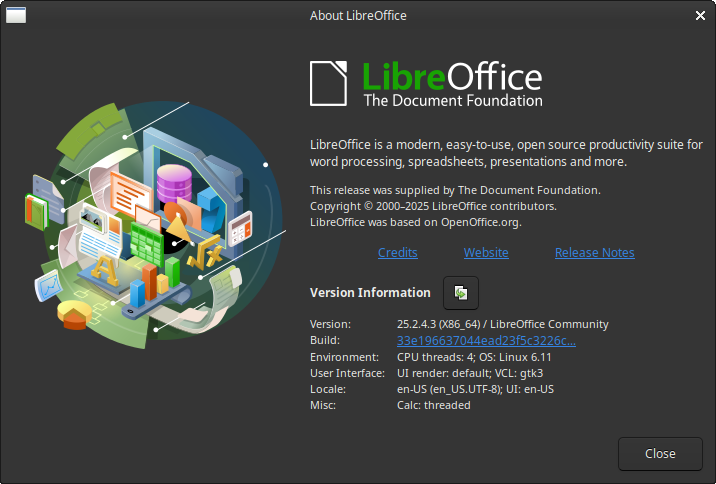 About LibreOffice
LibreOffice
The Document Foundation
LibreOffice is a modern, easy-to-use, open source productivity suite for
word processing, spreadsheets, presentations and more.
This release was supplied by The Document Foundation.
Copyright © 2000–2025 LibreOffice contributors.
LibreOffice was based on OpenOffice.org.
Credits Website Release Notes
Version Information
Version: 25.2.4.3 (X86_64) / LibreOffice Community
Build: 33e196637044ead23f5c3226c...
Environment: CPU threads: 4; OS: Linux 6.11
User Interface: UI render: default; VCL: gtk3
Locale: en-US (en_US.UTF-8); UI: en-US
Misc: Calc: threaded
Close